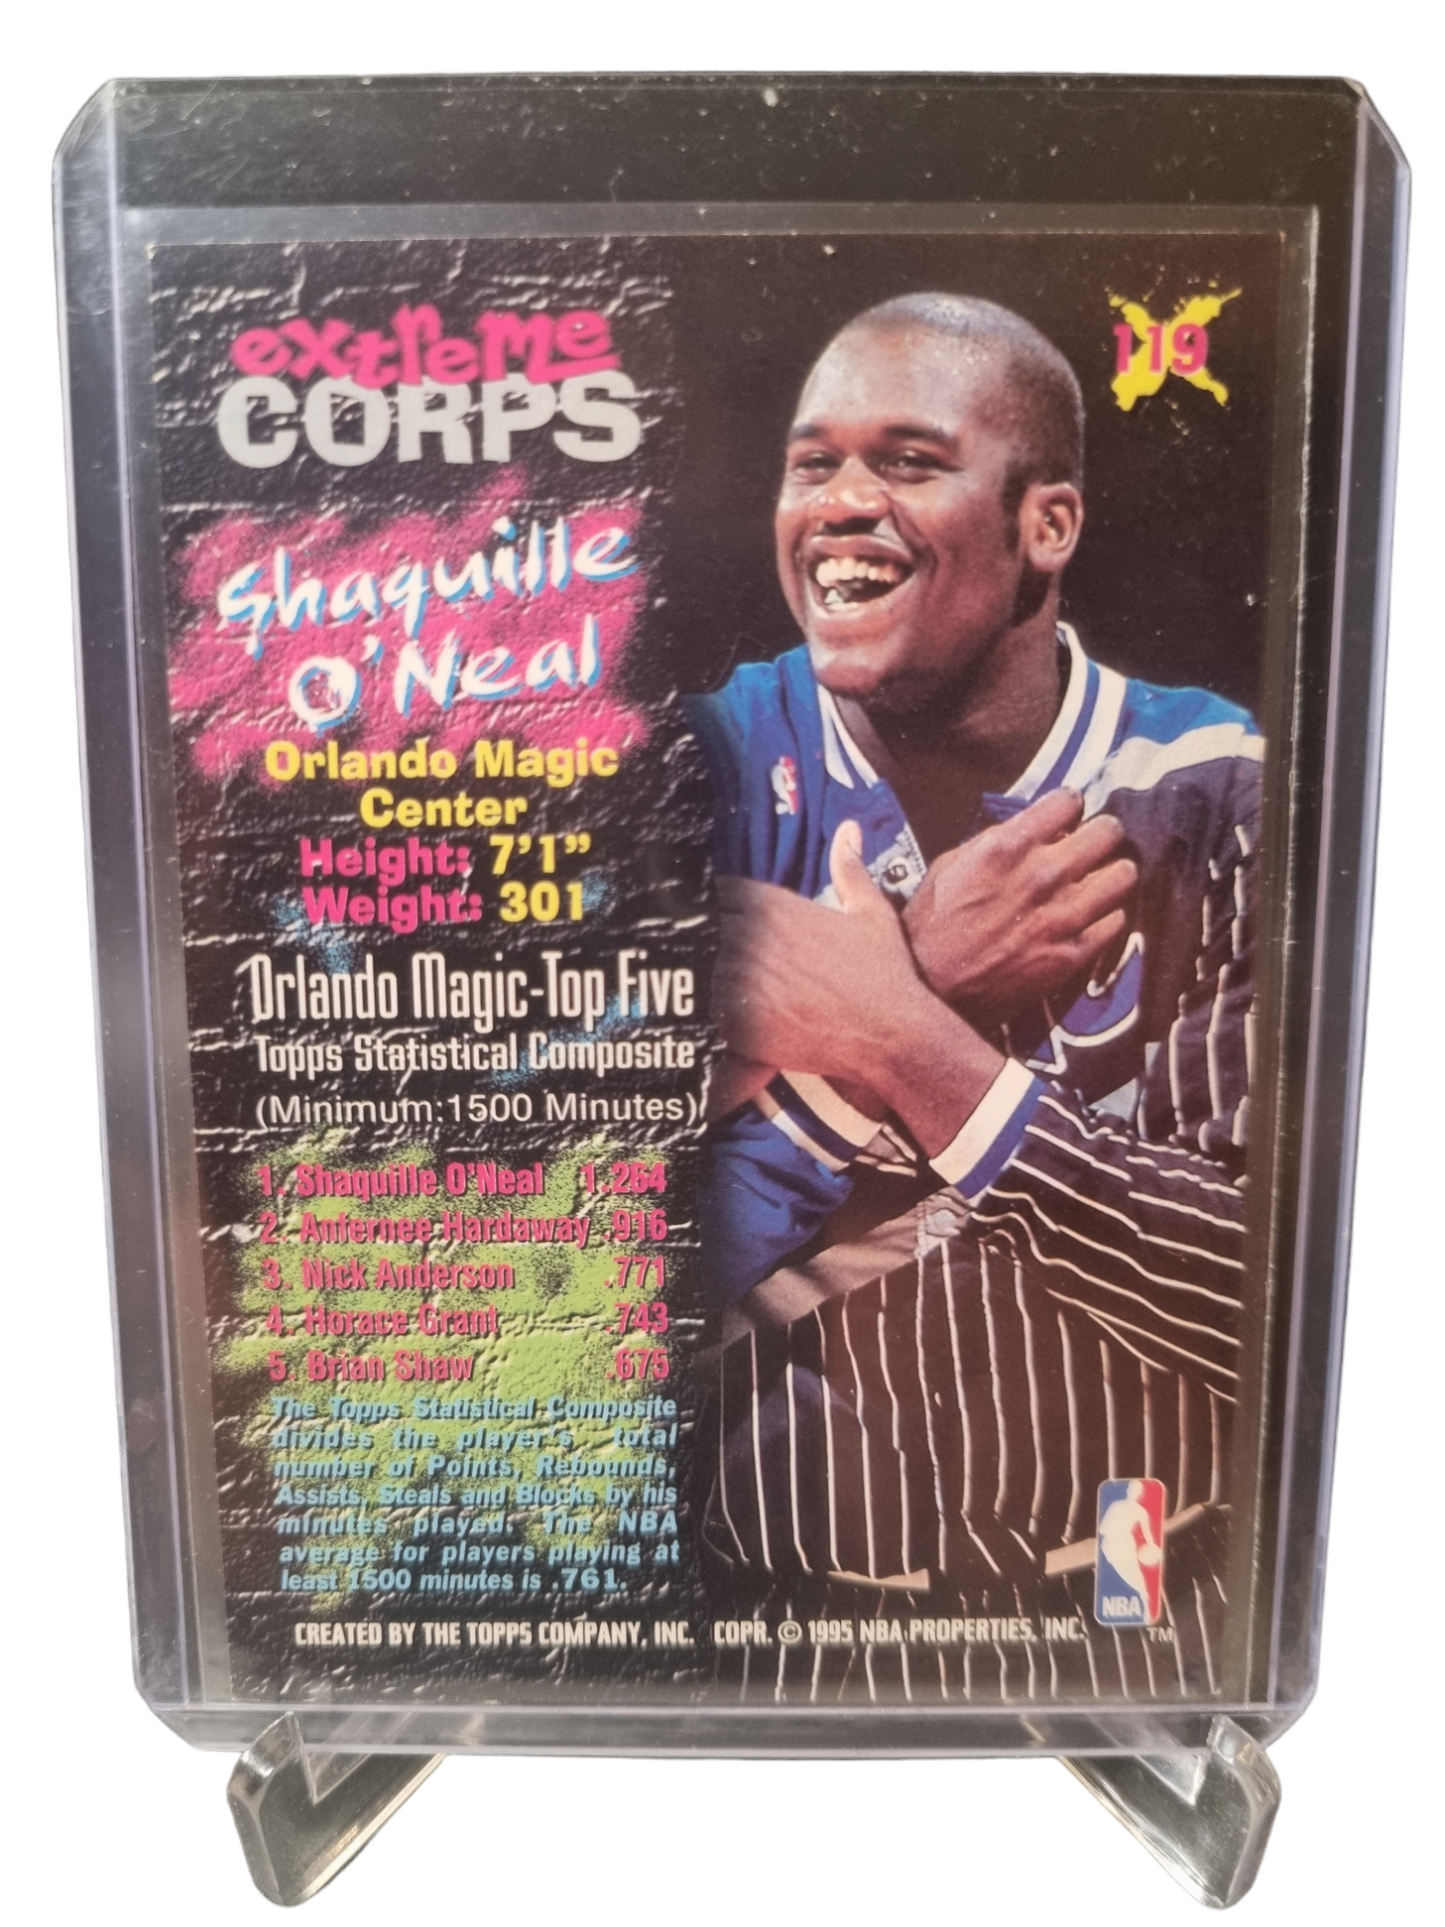 extreme
CORPS
119
Shaquille
O'Neal
Orlando Magic
Center
Height: 7'1"
Weight: 301
Orlando Magic-Top Five
Topps Statistical Composite
(Minimum:1500 Minutes)
1. Shaquille O'Neal 1.264
2. Anfernee Hardaway .916
3. Nick Anderson .771
4. Horace Grant .743
5. Brian Shaw .675
The Topps Statistical Composite
divides the player's total
number of Points, Rebounds,
Assists, Steals and Blocks by his
minutes played. The NBA
average for players playing at
least 1500 minutes is .761.
NBA
TM
CREATED BY THE TOPPS COMPANY, INC. COPR. © 1995 NBA PROPERTIES, INC.